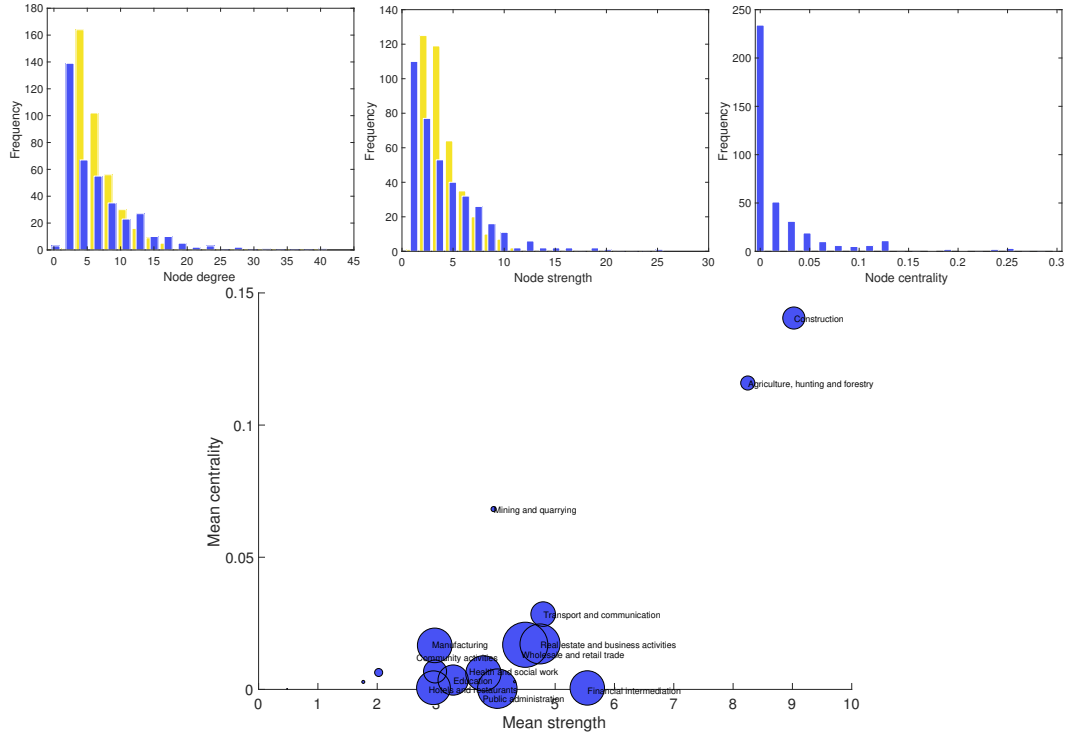 180
160
140
120
100
80
60
40
20
0
Frequency
0 5 10 15 20 25 30 35 40 45
Node degree
140
120
100
80
60
40
20
0
Frequency
0 5 10 15 20 25 30
Node strength
250
200
150
100
50
0
Frequency
0 0.05 0.1 0.15 0.2 0.25 0.3
Node centrality
0.15
0.1
0.05
0
Mean centrality
Construction
Agriculture, hunting and forestry
Mining and quarrying
Transport and communication
Manufacturing
Real estate and business activities
Wholesale and retail trade
Community activities
Health and social work
Education
Hotels and restaurants
Financial intermediation
Public administration
0 1 2 3 4 5 6 7 8 9 10
Mean strength